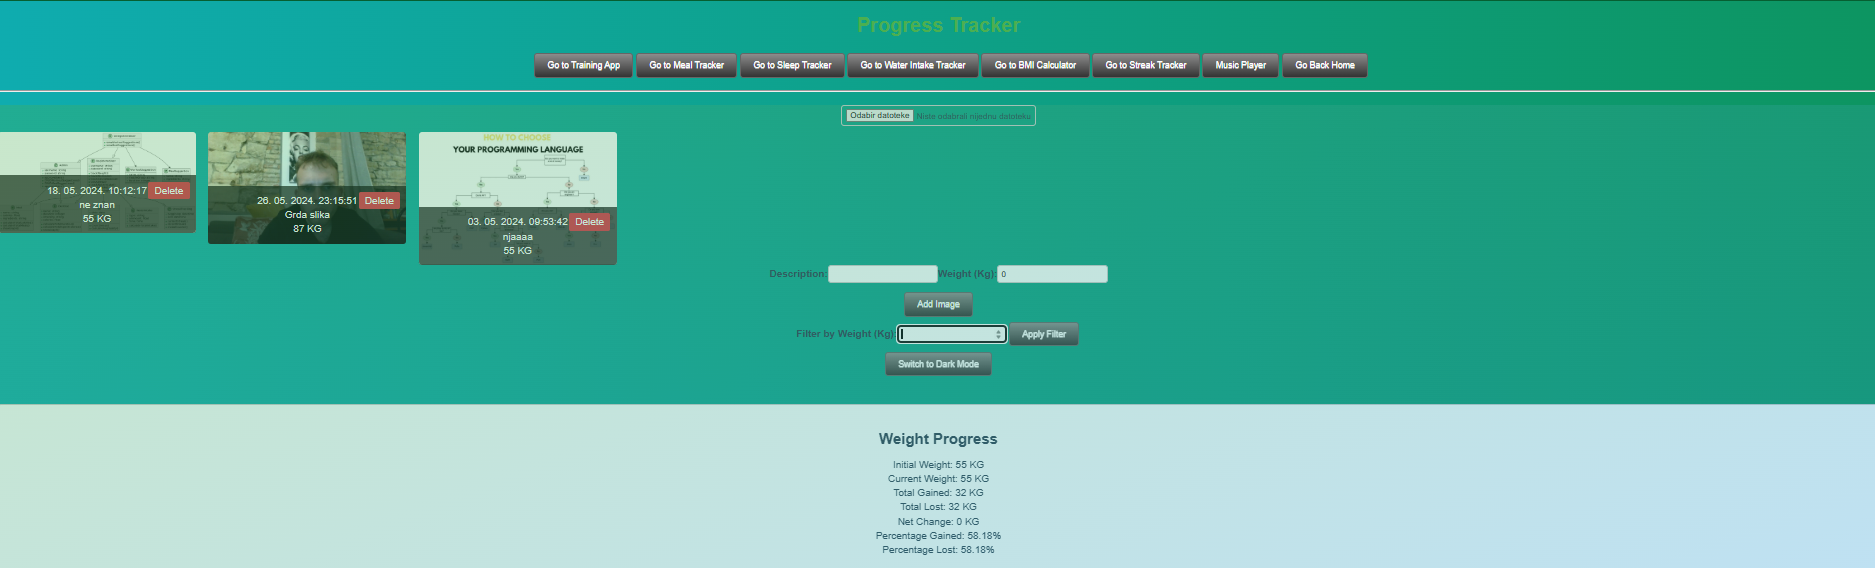 Progress Tracker
Go to Training App Go to Meal Tracker Go to Sleep Tracker Go to Water Intake Tracker Go to BMI Calculator Go to Streak Tracker Music Player Go Back Home
Odabir datoteke Niste odabrali nijednu datoteku
18. 05. 2024. 10:12:17 Delete
ne znan
55 KG
26. 05. 2024. 23:15:51 Delete
Grda slika
87 KG
HOW TO CHOOSE
YOUR PROGRAMMING LANGUAGE
03. 05. 2024. 09:53:42 Delete
njaaaa
55 KG
Description: Weight (Kg): 0
Add Image
Filter by Weight (Kg): Apply Filter
Switch to Dark Mode
Weight Progress
Initial Weight: 55 KG
Current Weight: 55 KG
Total Gained: 32 KG
Total Lost: 32 KG
Net Change: 0 KG
Percentage Gained: 58.18%
Percentage Lost: 58.18%